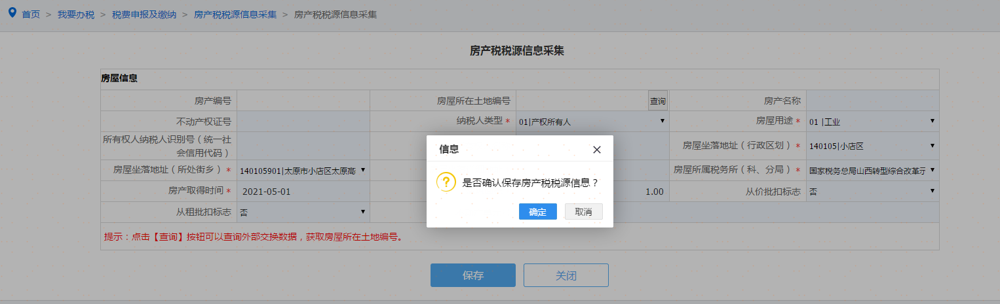 首页 > 我要办税 > 税费申报及缴纳 > 房产税税源信息采集 > 房产税税源信息采集
房产税税源信息采集
房屋信息
房产编号 房屋所在土地编号 查询 房产名称
不动产权证号 纳税人类型 * 01|产权所有人 房屋用途 * 01 |工业
所有权人纳税人识别号（统一社
会信用代码） 房屋坐落地址（行政区划） * 140105|小店区
房屋坐落地址（所处街乡） * 140105901|太原市小店区太原高 房屋所属税务所（科、分局） * 国家税务总局山西转型综合改革示
房产取得时间 * 2021-05-01 1.00 从价批扣标志 否
从租批扣标志 否
提示：点击【查询】按钮可以查询外部交换数据，获取房屋所在土地编号。
信息
是否确认保存房产税税源信息？
确定 取消
保存 关闭